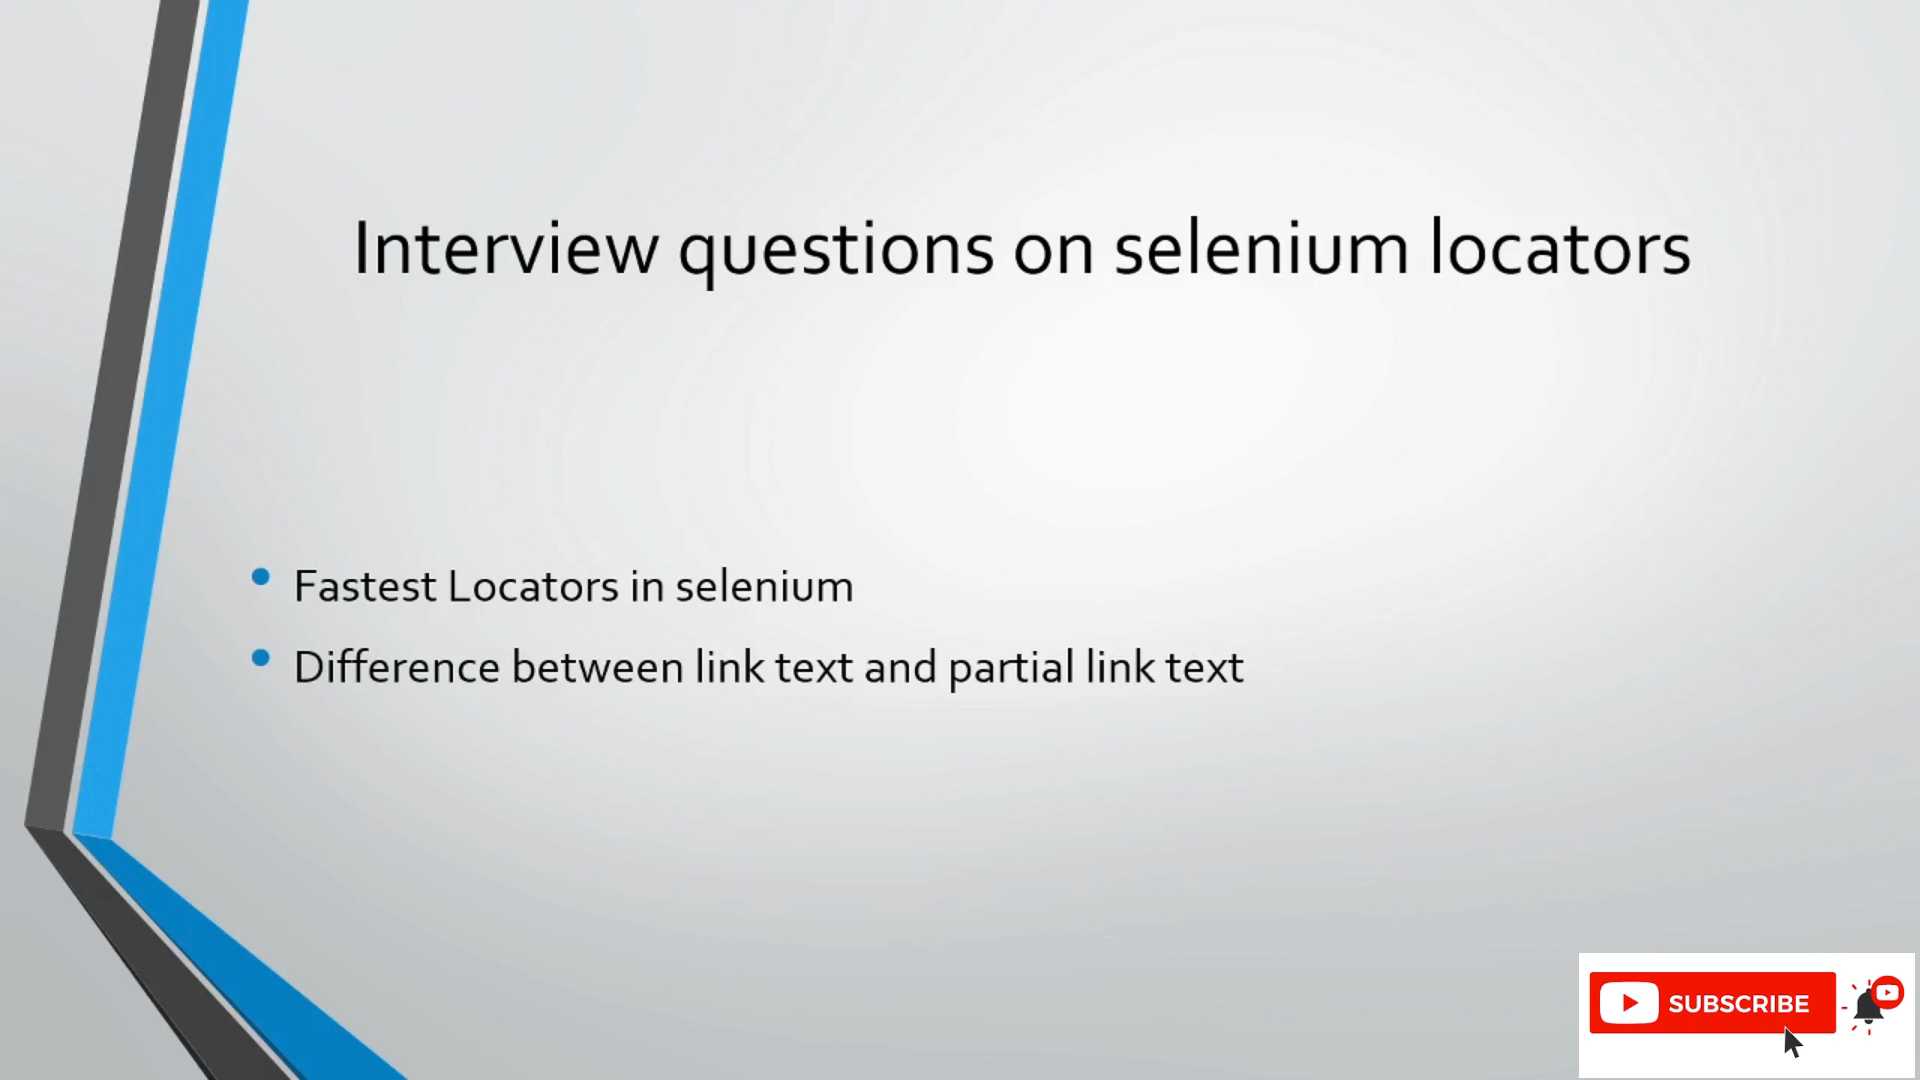 Interview questions on selenium locators
Fastest Locators in selenium
Difference between link text and partial link text
SUBSCRIBE